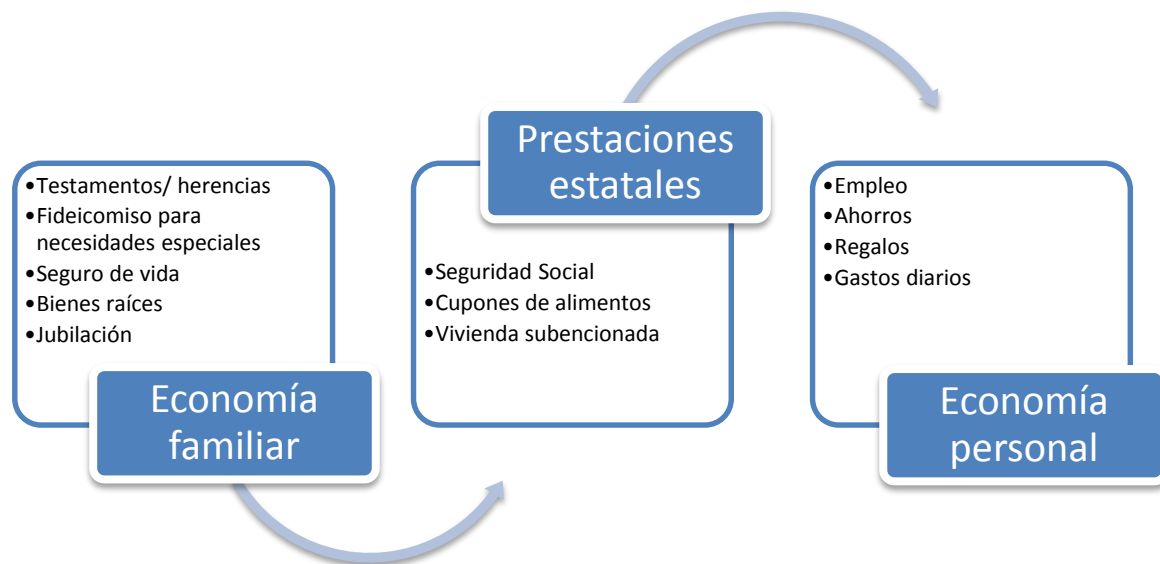 •Testamentos/ herencias
•Fideicomiso para
necesidades especiales
•Seguro de vida
•Bienes raíces
•Jubilación
Economía
familiar
Prestaciones
estatales
•Seguridad Social
•Cupones de alimentos
•Vivienda subencionada
•Empleo
•Ahorros
•Regalos
•Gastos diarios
Economía
personal